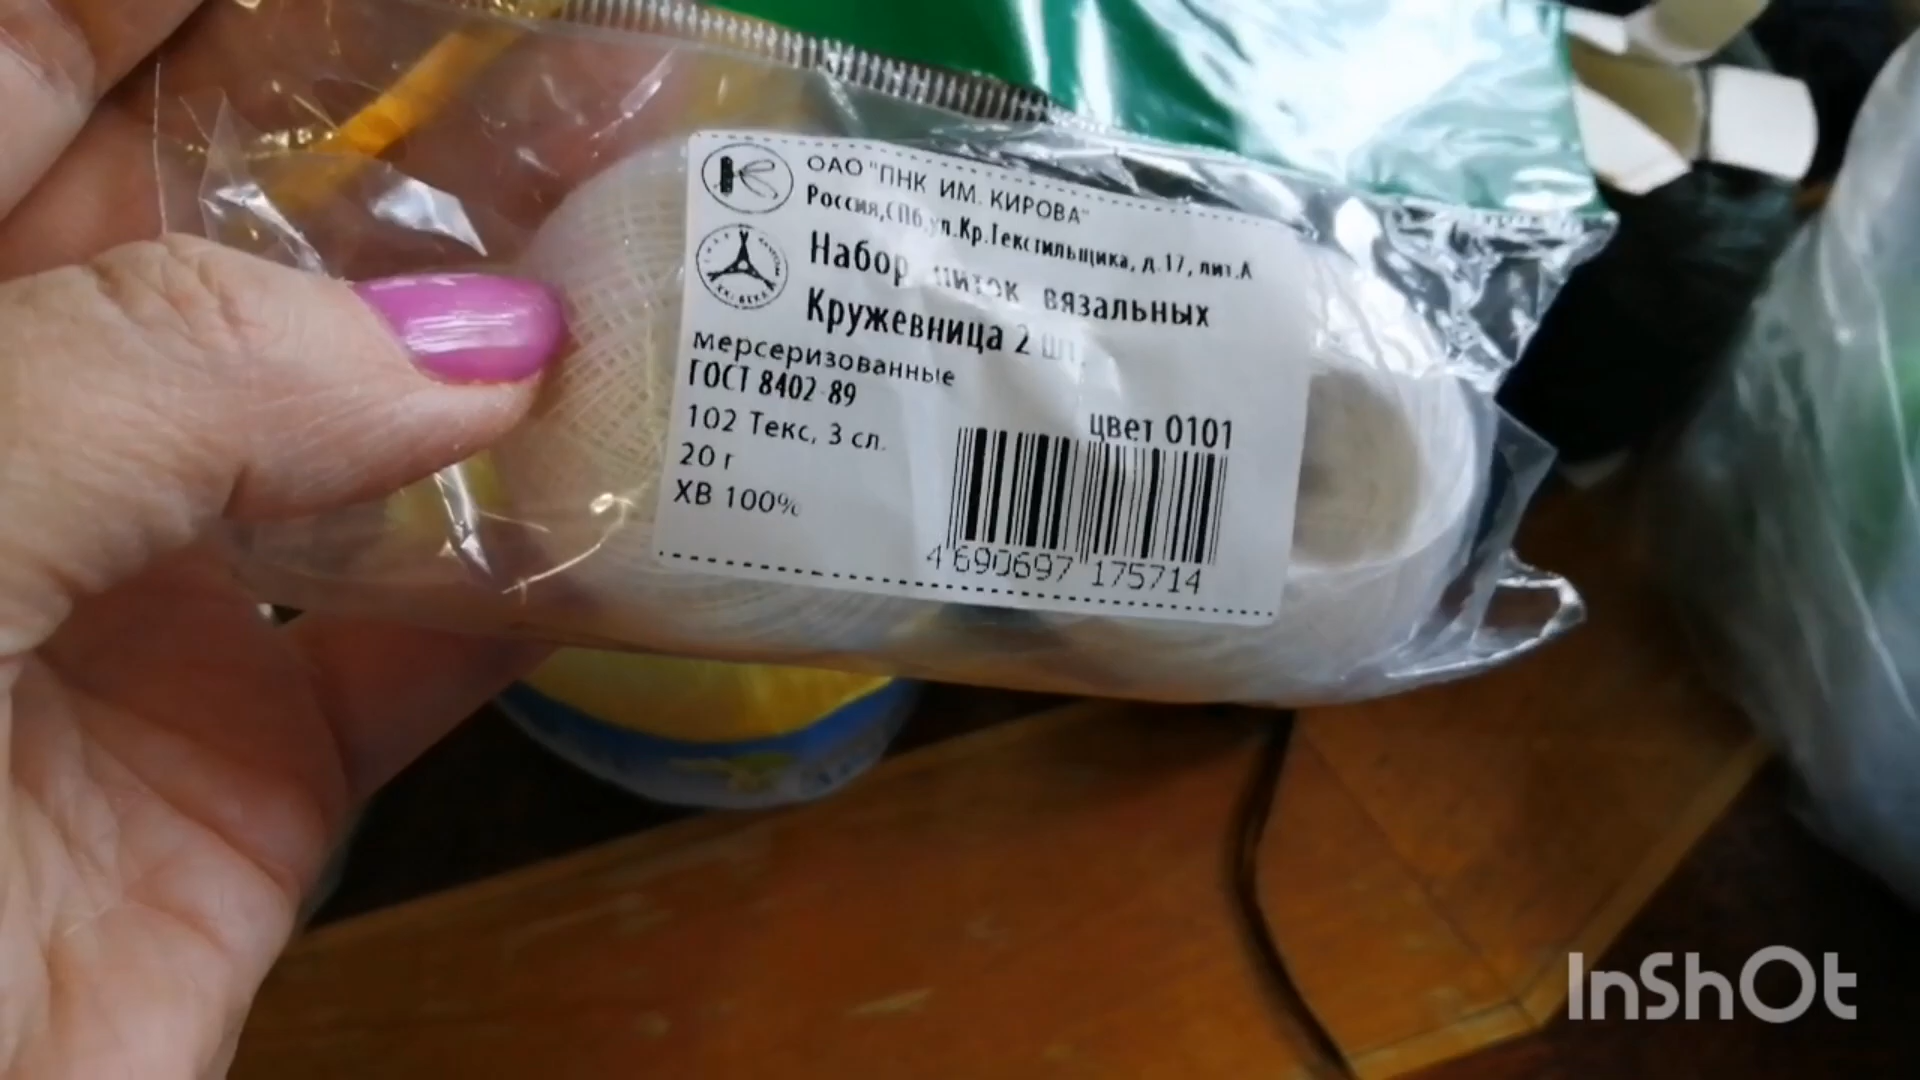 ОАО "ПНК ИМ. КИРОВА"
Россия,СПб,ул.Кр.Текстильщика, д.17, лит.А
Набор ниток вязальных
Кружевница 2 шт.
мерсеризованные
ГОСТ 8402-89
102 Текс, 3 сл.
20 г
ХВ 100%
цвет 0101
4 690697 175714
InShOt